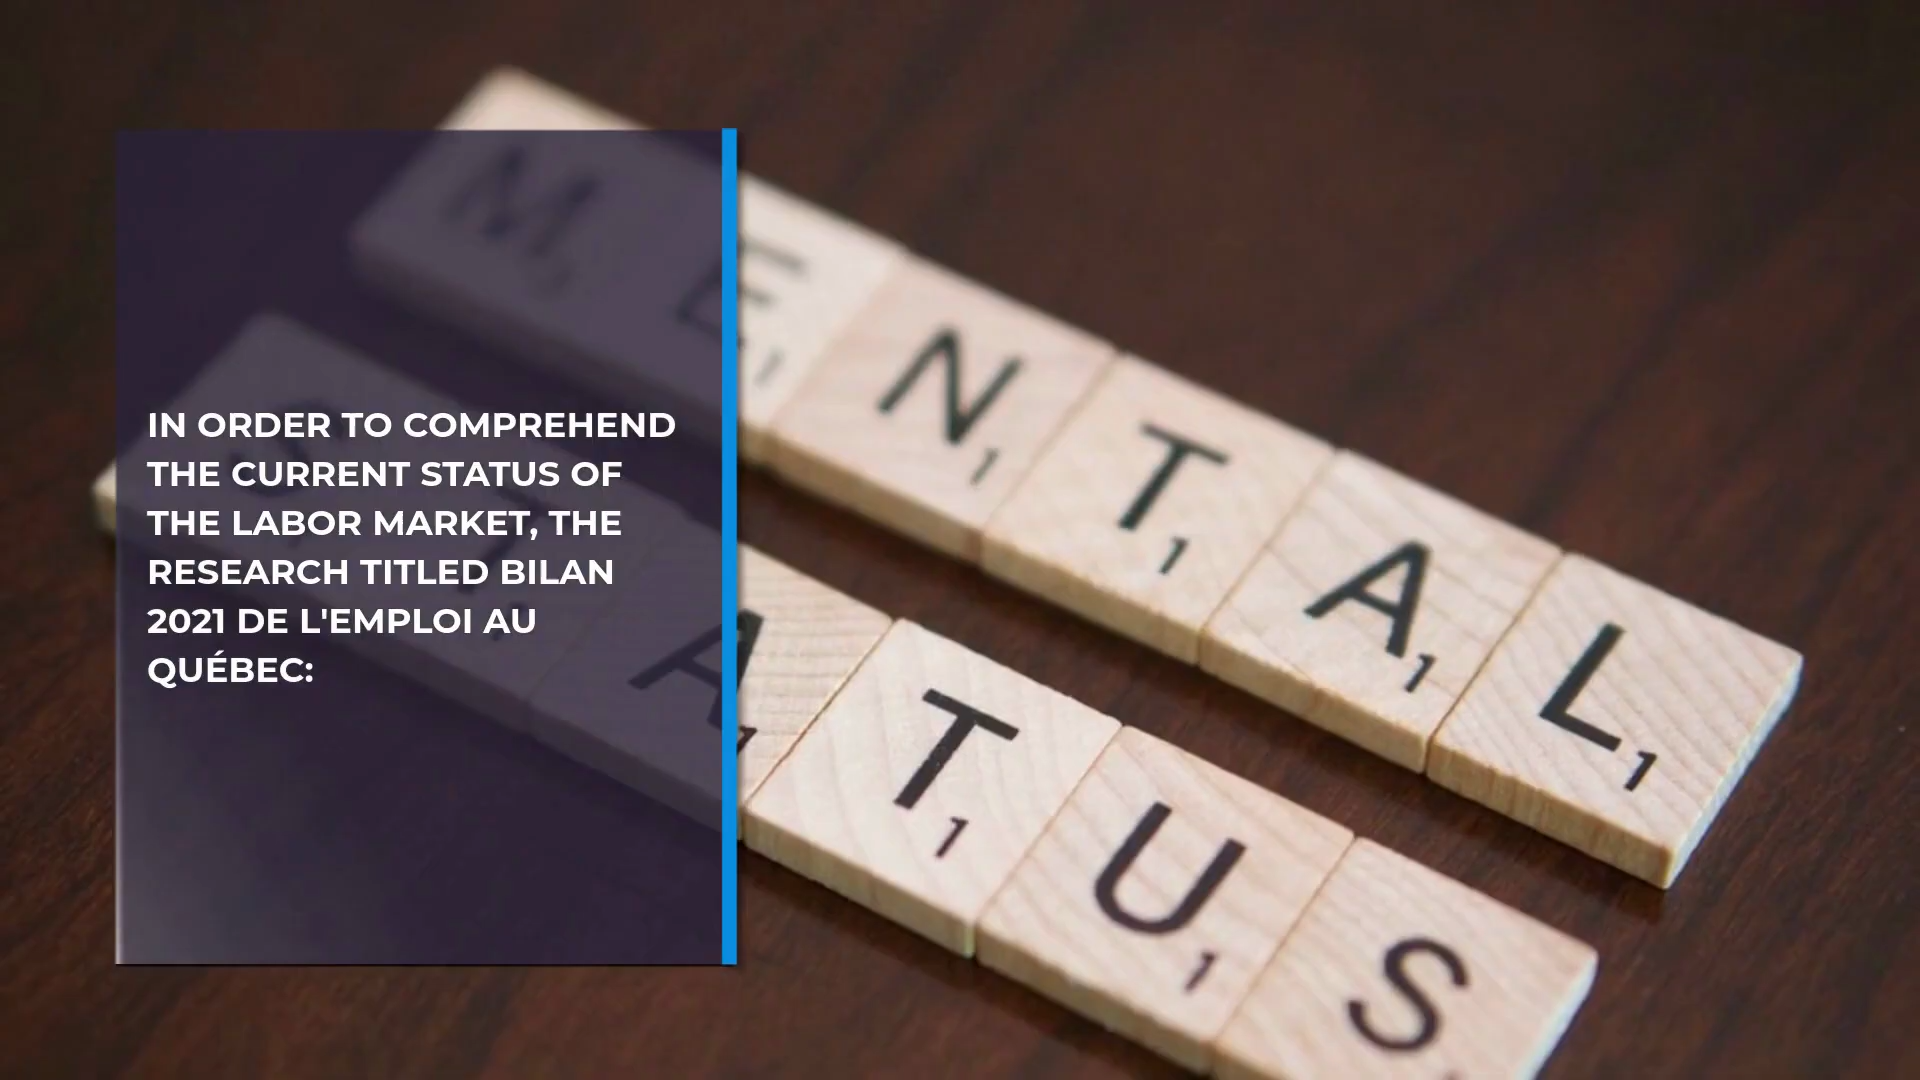 IN ORDER TO COMPREHEND
THE CURRENT STATUS OF
THE LABOR MARKET, THE
RESEARCH TITLED BILAN
2021 DE L'EMPLOI AU
QUÉBEC:
MENTAL
STATUS